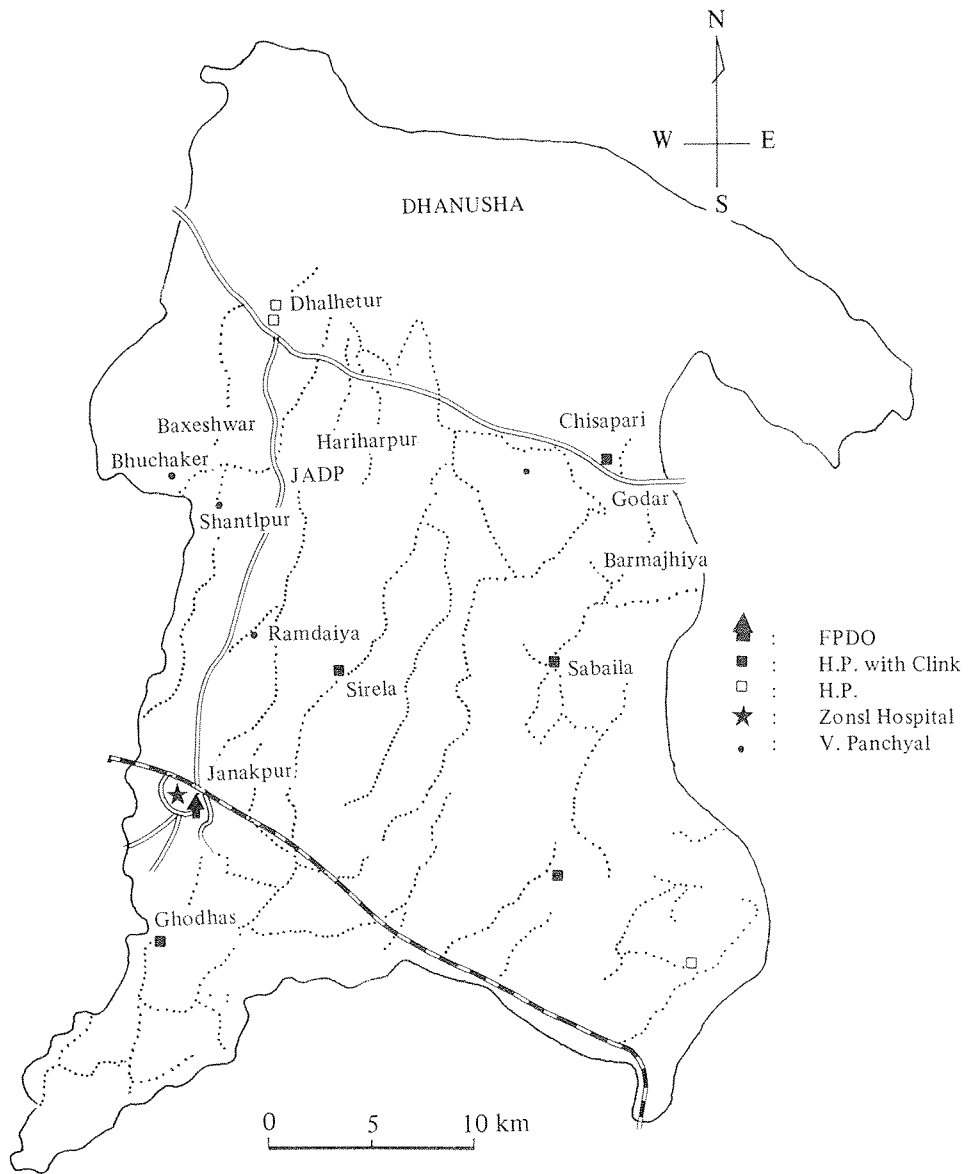 N
W E
S
DHANUSHA
Dhalhetur
Chisapari
Baxeshwar
Hariharpur
Bhuchaker
JADP
Godar
Shantlpur
Barmajhiya
Ramdaiya
Sabaila
Sirela
: FPDO
: H.P. with Clink
: H.P.
: Zonsl Hospital
: V. Panchyal
Janakpur
Ghodhas
0 5 10 km